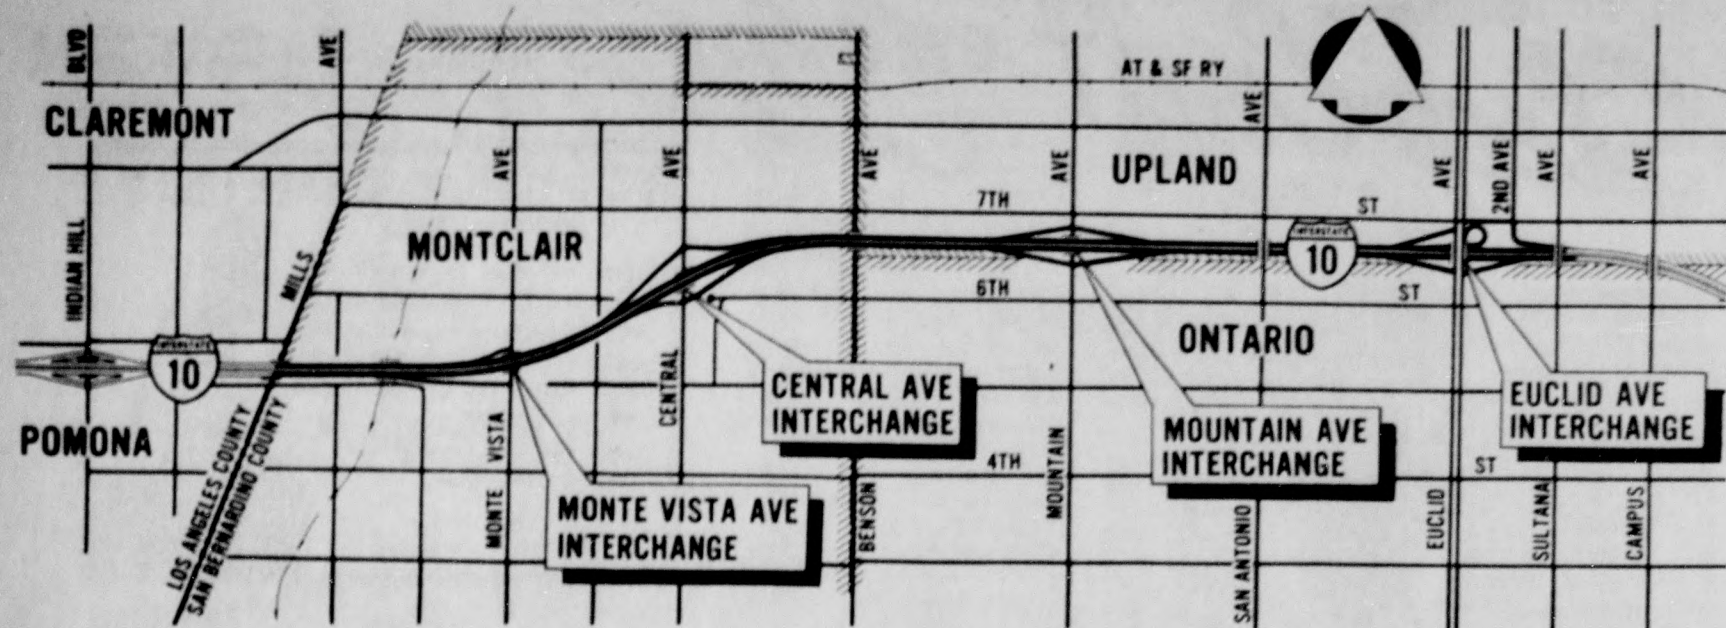 BLVD
AVE
AT & SF RY
AVE
CLAREMONT
AVE
AVE
AVE
AVE
UPLAND
AVE
2ND AVE
AVE
AVE
7TH
ST
INDIAN HILL
MILLS
MONTCLAIR
INTERSTATE
10
6TH
ST
ONTARIO
INTERSTATE
10
CENTRAL
CENTRAL AVE
INTERCHANGE
EUCLID AVE
INTERCHANGE
POMONA
LOS ANGELES COUNTY
SAN BERNARDINO COUNTY
MONTE VISTA
MOUNTAIN AVE
INTERCHANGE
4TH
ST
MONTE VISTA AVE
INTERCHANGE
BENSON
MOUNTAIN
SAN ANTONIO
EUCLID
SULTANA
CAMPUS